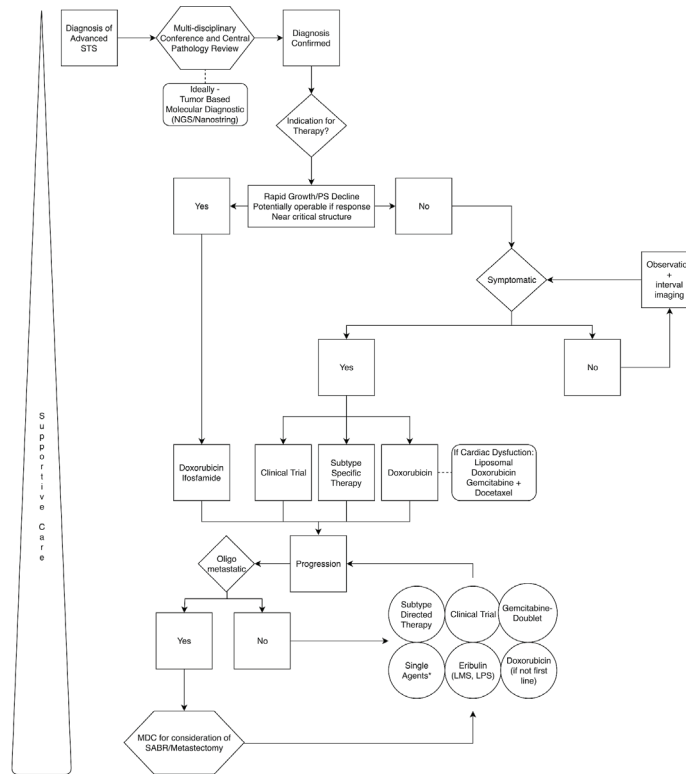 Diagnosis of
Advanced
STS
Multi-disciplinary
Conference and Central
Pathology Review
Diagnosis
Confirmed
Ideally -
Tumor Based
Molecular Diagnostic
(NGS/Nanostring)
Indication for
Therapy?
Yes
Rapid Growth/PS Decline
Potentially operable if response
Near critical structure
No
Symptomatic
Observatio
+
interval
imaging
Yes
No
Supportive Care
Doxorubicin
Ifosfamide
Clinical Trial
Subtype
Specific
Therapy
Doxorubicin
If Cardiac Dysfuction:
Liposomal
Doxorubicin
Gemcitabine +
Docetaxel
Oligo
metastatic
Progression
Yes
No
Subtype
Directed
Therapy
Clinical Trial
Gemcitabine-
Doublet
Single
Agents*
Eribulin
(LMS, LPS)
Doxorubicin
(if not first
line)
MDC for consideration of
SABR/Metastectomy